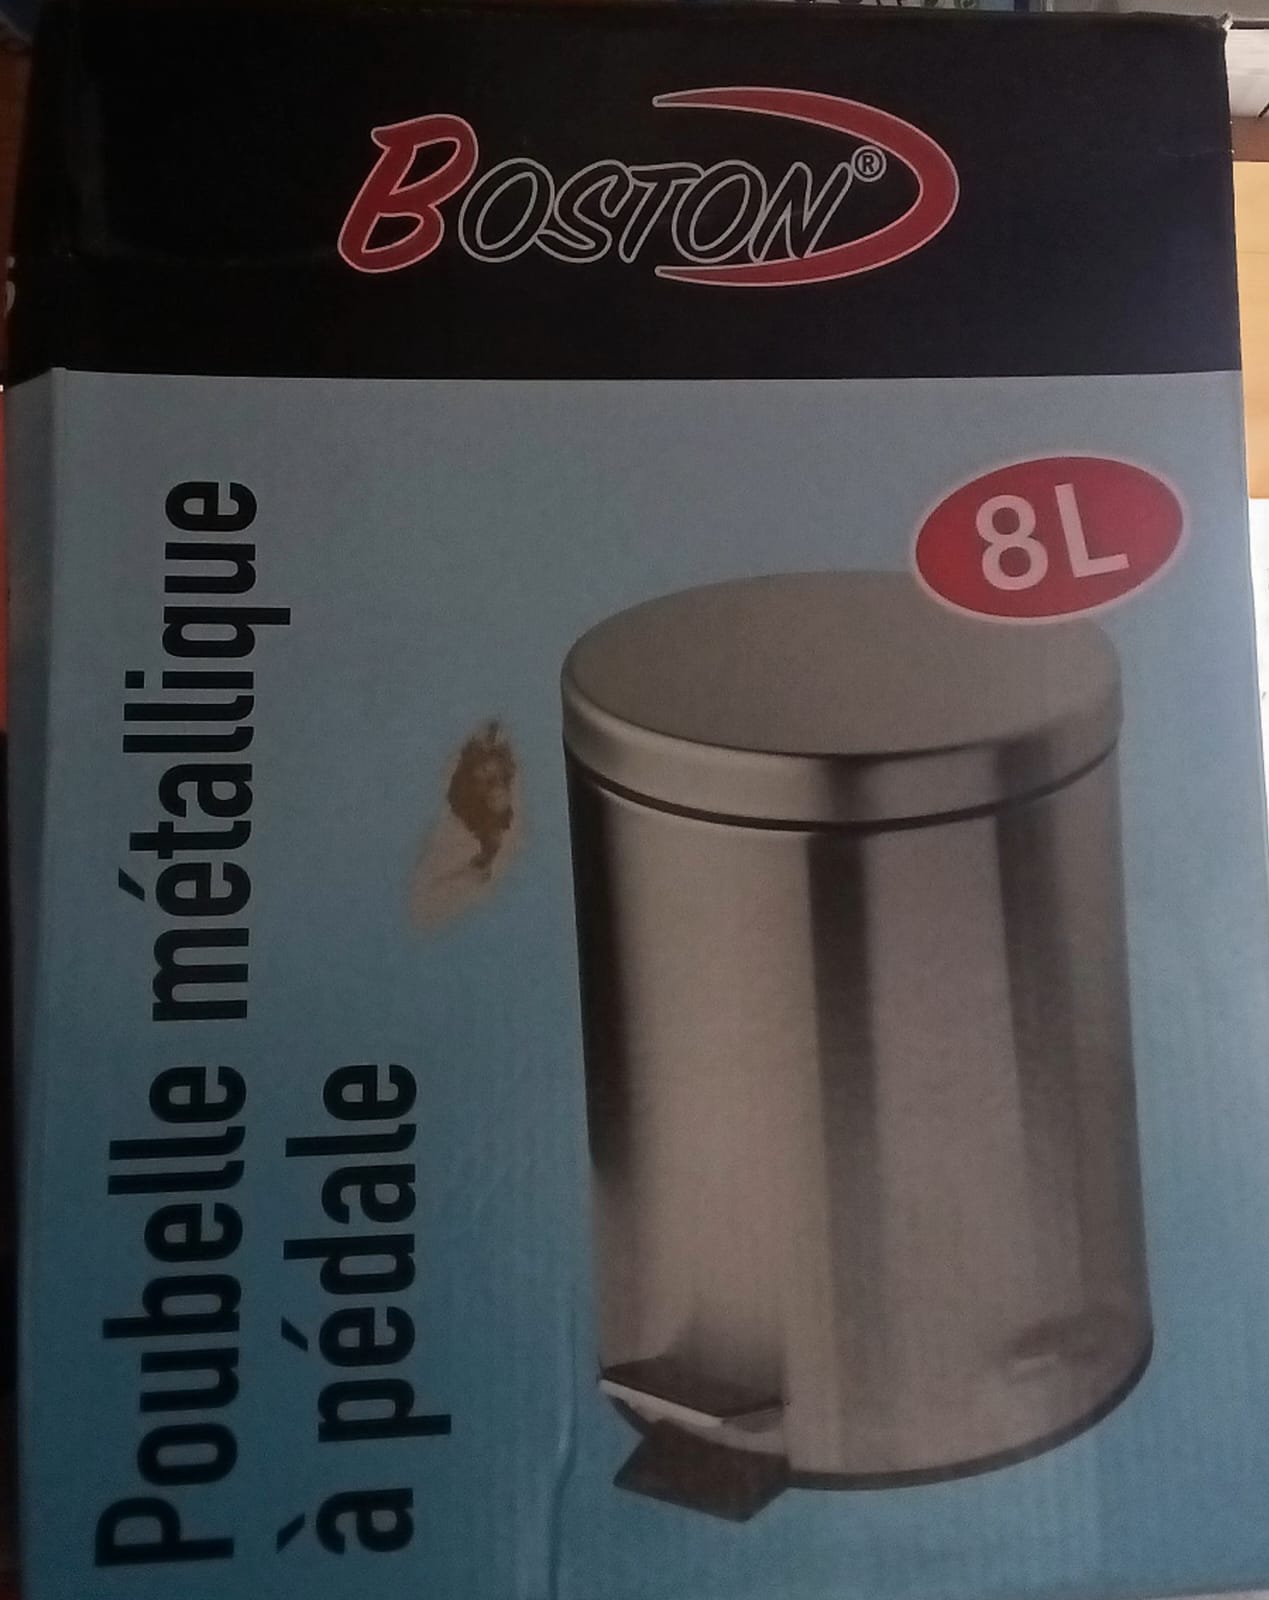 BOSTON®
8L
Poubelle métallique
à pédale